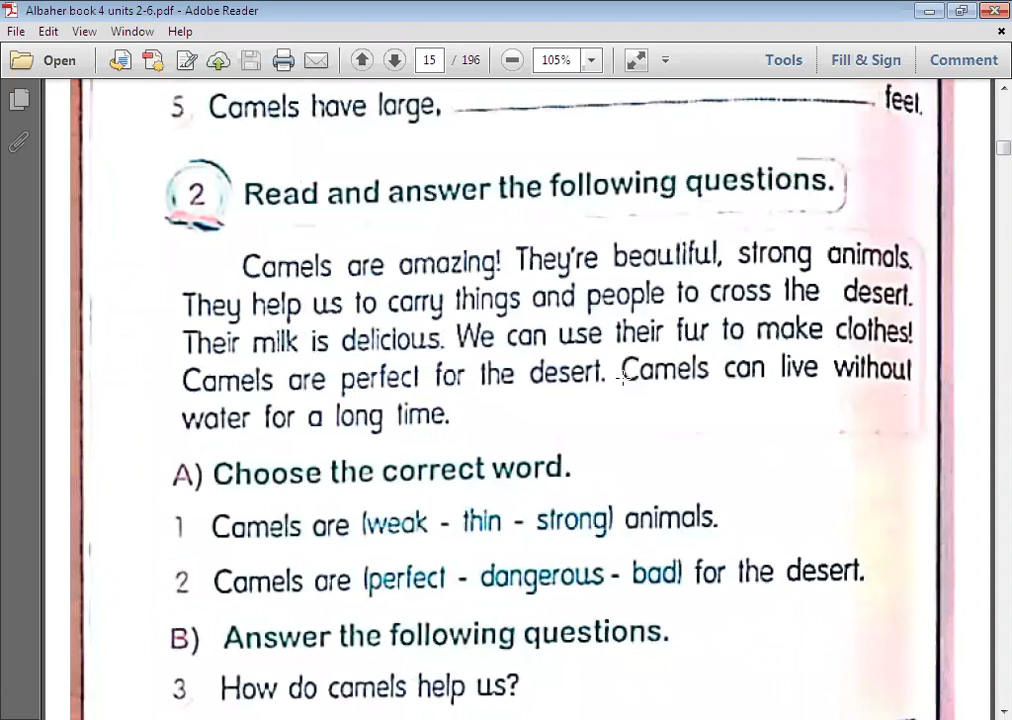 Albaher book 4 units 2-6.pdf - Adobe Reader
File Edit View Window Help
Open 15 / 196 105% Tools Fill & Sign Comment
5 Camels have large, feet.
2 Read and answer the following questions.
Camels are amazing! They're beautiful, strong animals.
They help us to carry things and people to cross the desert.
Their milk is delicious. We can use their fur to make clothes!
Camels are perfect for the desert. Camels can live without
water for a long time.
A) Choose the correct word.
1 Camels are (weak - thin - strong) animals.
2 Camels are (perfect - dangerous - bad) for the desert.
B) Answer the following questions.
3 How do camels help us?